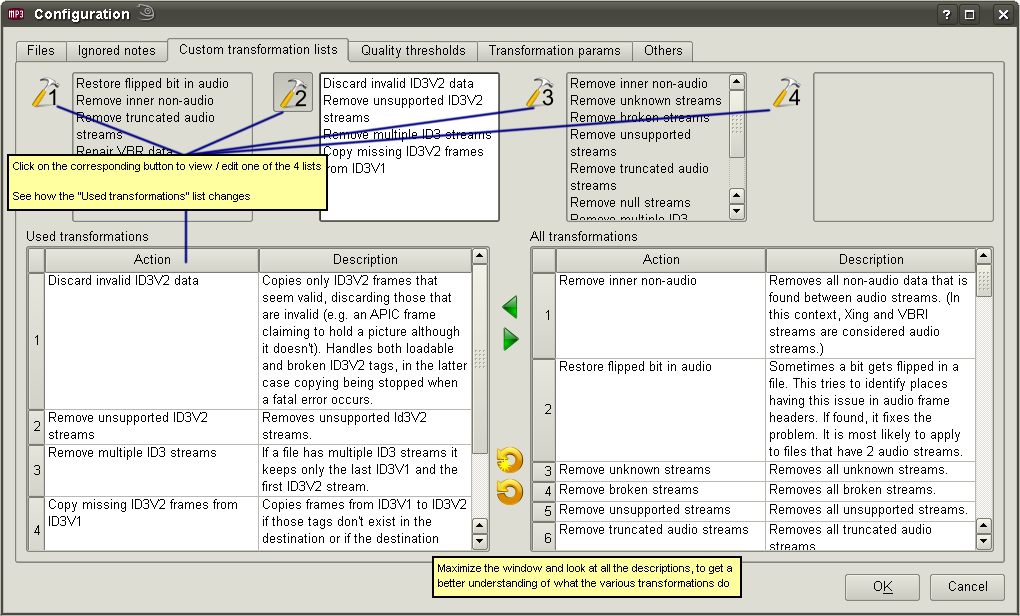 MP3 Configuration
Files
Ignored notes
Custom transformation lists
Quality thresholds
Transformation params
Others
1
Restore flipped bit in audio
Remove inner non-audio
Remove truncated audio
streams
Repair VBR data
2
Discard invalid ID3V2 data
Remove unsupported ID3V2
streams
Remove multiple ID3 streams
Copy missing ID3V2 frames
from ID3V1
3
Remove inner non-audio
Remove unknown streams
Remove broken streams
Remove unsupported
streams
Remove truncated audio
streams
Remove null streams
Remove multiple ID3
4
Click on the corresponding button to view / edit one of the 4 lists
See how the "Used transformations" list changes
Used transformations
Action
Description
1
Discard invalid ID3V2 data
Copies only ID3V2 frames that
seem valid, discarding those that
are invalid (e.g. an APIC frame
claiming to hold a picture although
it doesn't). Handles both loadable
and broken ID3V2 tags, in the latter
case copying being stopped when
a fatal error occurs.
2
Remove unsupported ID3V2
streams
Removes unsupported Id3V2
streams.
3
Remove multiple ID3 streams
If a file has multiple ID3 streams it
keeps only the last ID3V1 and the
first ID3V2 stream.
4
Copy missing ID3V2 frames from
ID3V1
Copies frames from ID3V1 to ID3V2
if those tags don't exist in the
destination or if the destination
All transformations
Action
Description
1
Remove inner non-audio
Removes all non-audio data that is
found between audio streams. (In
this context, Xing and VBRI
streams are considered audio
streams.)
2
Restore flipped bit in audio
Sometimes a bit gets flipped in a
file. This tries to identify places
having this issue in audio frame
headers. If found, it fixes the
problem. It is most likely to apply
to files that have 2 audio streams.
3
Remove unknown streams
Removes all unknown streams.
4
Remove broken streams
Removes all broken streams.
5
Remove unsupported streams
Removes all unsupported streams.
6
Remove truncated audio streams
Removes all truncated audio
streams
Maximize the window and look at all the descriptions, to get a
better understanding of what the various transformations do
OK
Cancel